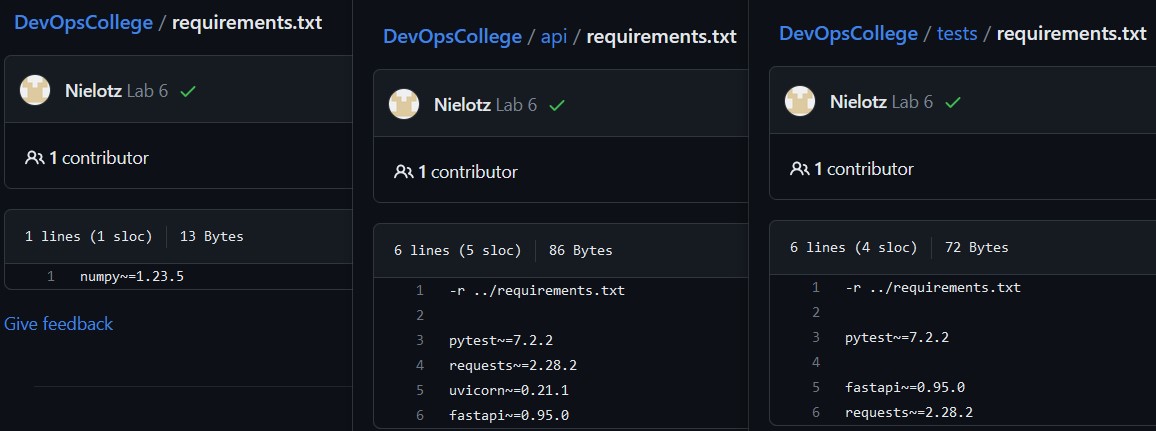 DevOpsCollege / requirements.txt
Nielotz Lab 6
1 contributor
1 lines (1 sloc) 13 Bytes
1 numpy~=1.23.5
Give feedback
DevOpsCollege / api / requirements.txt
Nielotz Lab 6
1 contributor
6 lines (5 sloc) 86 Bytes
1 -r ../requirements.txt
2
3 pytest~=7.2.2
4 requests~=2.28.2
5 uvicorn~=0.21.1
6 fastapi~=0.95.0
DevOpsCollege / tests / requirements.txt
Nielotz Lab 6
1 contributor
6 lines (4 sloc) 72 Bytes
1 -r ../requirements.txt
2
3 pytest~=7.2.2
4
5 fastapi~=0.95.0
6 requests~=2.28.2